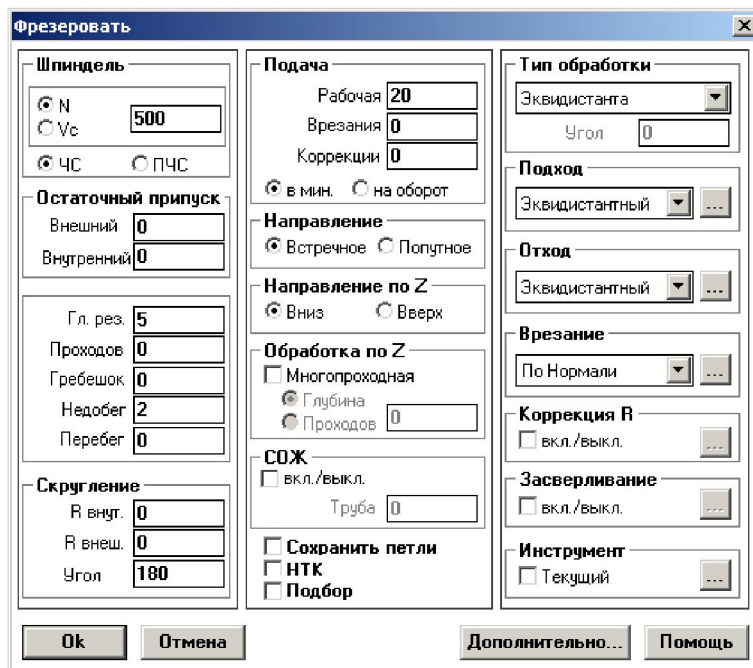 Фрезеровать
Шпиндель
N
Vc
500
ЧС ПЧС
Остаточный припуск
Внешний 0
Внутренний 0
Гл. рез. 5
Проходов 0
Гребешок 0
Недобег 2
Перебег 0
Скругление
R внут. 0
R внеш. 0
Угол 180
Подача
Рабочая 20
Врезания 0
Коррекции 0
в мин. на оборот
Направление
Встречное Попутное
Направление по Z
Вниз Вверх
Обработка по Z
Многопроходная
Глубина
Проходов 0
СОЖ
вкл./выкл.
Труба 0
Сохранить петли
НТК
Подбор
Тип обработки
Эквидистанта
Угол 0
Подход
Эквидистантный ...
Отход
Эквидистантный ...
Врезание
По Нормали ...
Коррекция R
вкл./выкл. ...
Засверливание
вкл./выкл. ...
Инструмент
Текущий ...
Ok Отмена Дополнительно... Помощь